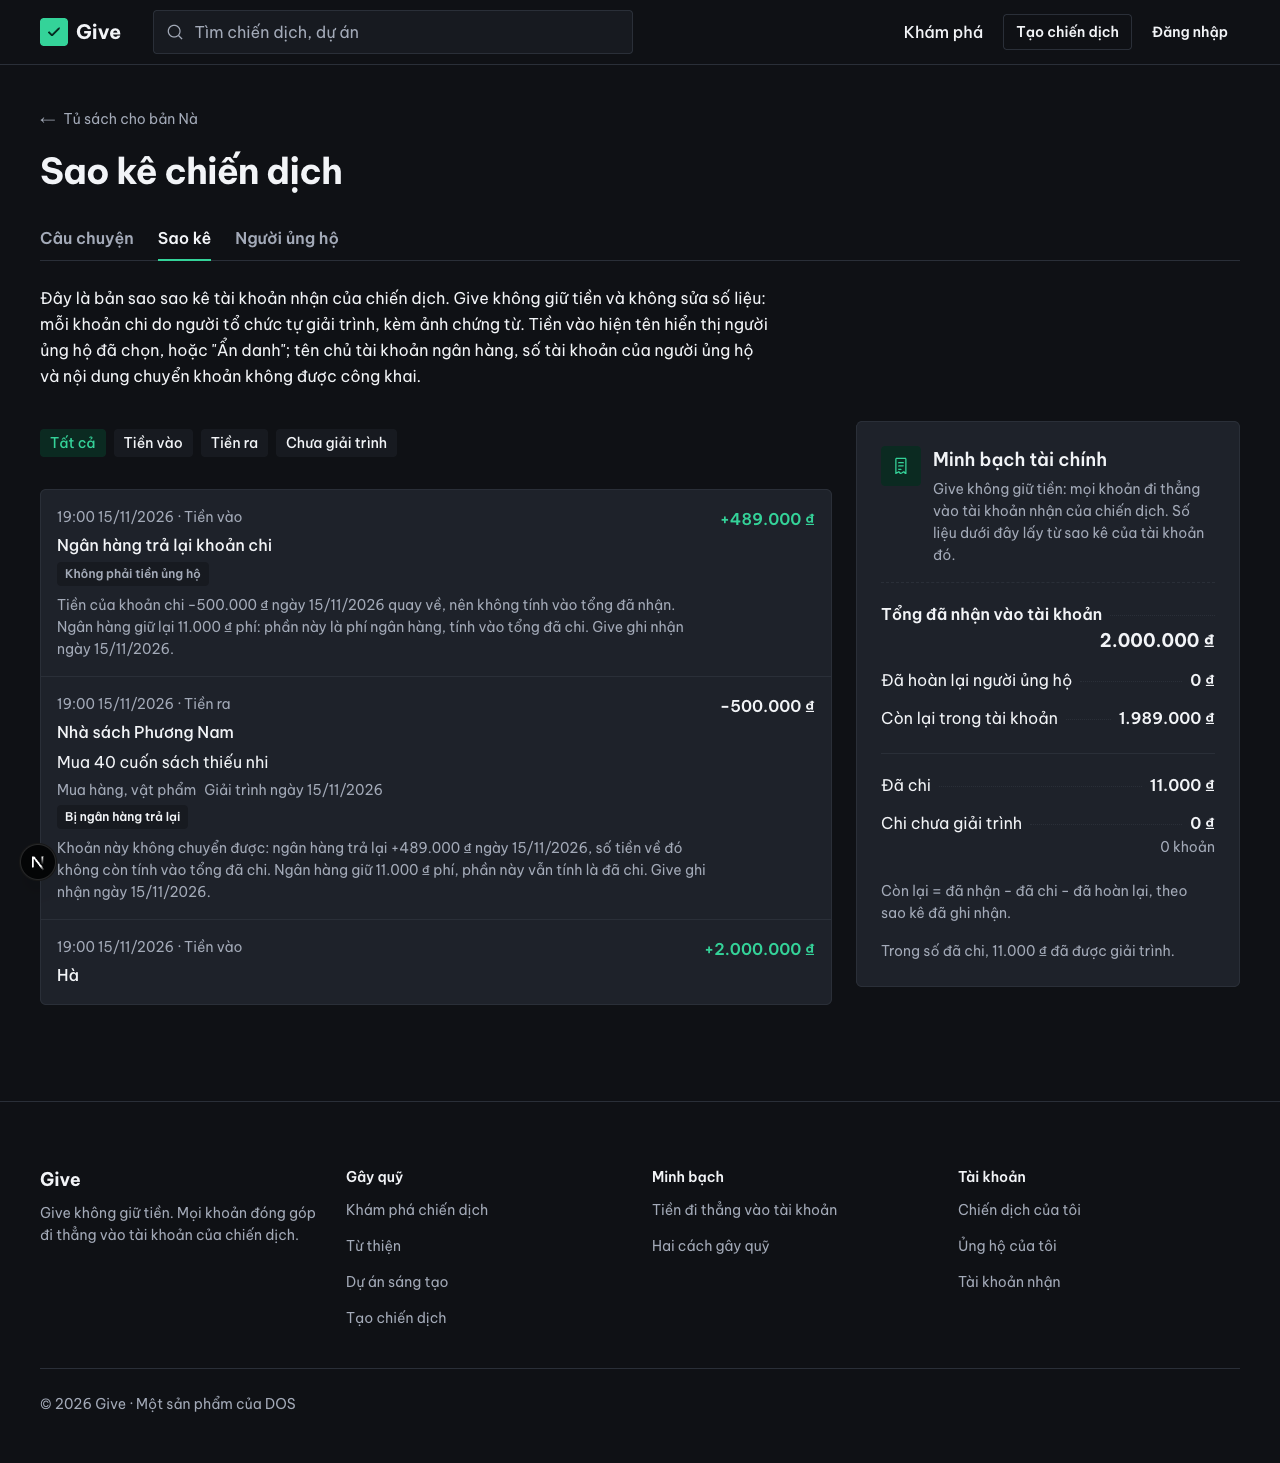 Give
Tìm chiến dịch, dự án
Khám phá
Tạo chiến dịch
Đăng nhập
← Tủ sách cho bản Nà
Sao kê chiến dịch
Câu chuyện
Sao kê
Người ủng hộ
Đây là bản sao sao kê tài khoản nhận của chiến dịch. Give không giữ tiền và không sửa số liệu:
mỗi khoản chi do người tổ chức tự giải trình, kèm ảnh chứng từ. Tiền vào hiện tên hiển thị người
ủng hộ đã chọn, hoặc "Ẩn danh"; tên chủ tài khoản ngân hàng, số tài khoản của người ủng hộ
và nội dung chuyển khoản không được công khai.
Tất cả
Tiền vào
Tiền ra
Chưa giải trình
19:00 15/11/2026 · Tiền vào
+489.000 ₫
Ngân hàng trả lại khoản chi
Không phải tiền ủng hộ
Tiền của khoản chi -500.000 ₫ ngày 15/11/2026 quay về, nên không tính vào tổng đã nhận.
Ngân hàng giữ lại 11.000 ₫ phí: phần này là phí ngân hàng, tính vào tổng đã chi. Give ghi nhận
ngày 15/11/2026.
19:00 15/11/2026 · Tiền ra
-500.000 ₫
Nhà sách Phương Nam
Mua 40 cuốn sách thiếu nhi
Mua hàng, vật phẩm Giải trình ngày 15/11/2026
Bị ngân hàng trả lại
Khoản này không chuyển được: ngân hàng trả lại +489.000 ₫ ngày 15/11/2026, số tiền về đó
không còn tính vào tổng đã chi. Ngân hàng giữ 11.000 ₫ phí, phần này vẫn tính là đã chi. Give ghi
nhận ngày 15/11/2026.
19:00 15/11/2026 · Tiền vào
+2.000.000 ₫
Hà
Minh bạch tài chính
Give không giữ tiền: mọi khoản đi thẳng
vào tài khoản nhận của chiến dịch. Số
liệu dưới đây lấy từ sao kê của tài khoản
đó.
Tổng đã nhận vào tài khoản
2.000.000 ₫
Đã hoàn lại người ủng hộ
0 ₫
Còn lại trong tài khoản
1.989.000 ₫
Đã chi
11.000 ₫
Chi chưa giải trình
0 ₫
0 khoản
Còn lại = đã nhận - đã chi - đã hoàn lại, theo
sao kê đã ghi nhận.
Trong số đã chi, 11.000 ₫ đã được giải trình.
N
Give
Give không giữ tiền. Mọi khoản đóng góp
đi thẳng vào tài khoản của chiến dịch.
Gây quỹ
Khám phá chiến dịch
Từ thiện
Dự án sáng tạo
Tạo chiến dịch
Minh bạch
Tiền đi thẳng vào tài khoản
Hai cách gây quỹ
Tài khoản
Chiến dịch của tôi
Ủng hộ của tôi
Tài khoản nhận
© 2026 Give · Một sản phẩm của DOS